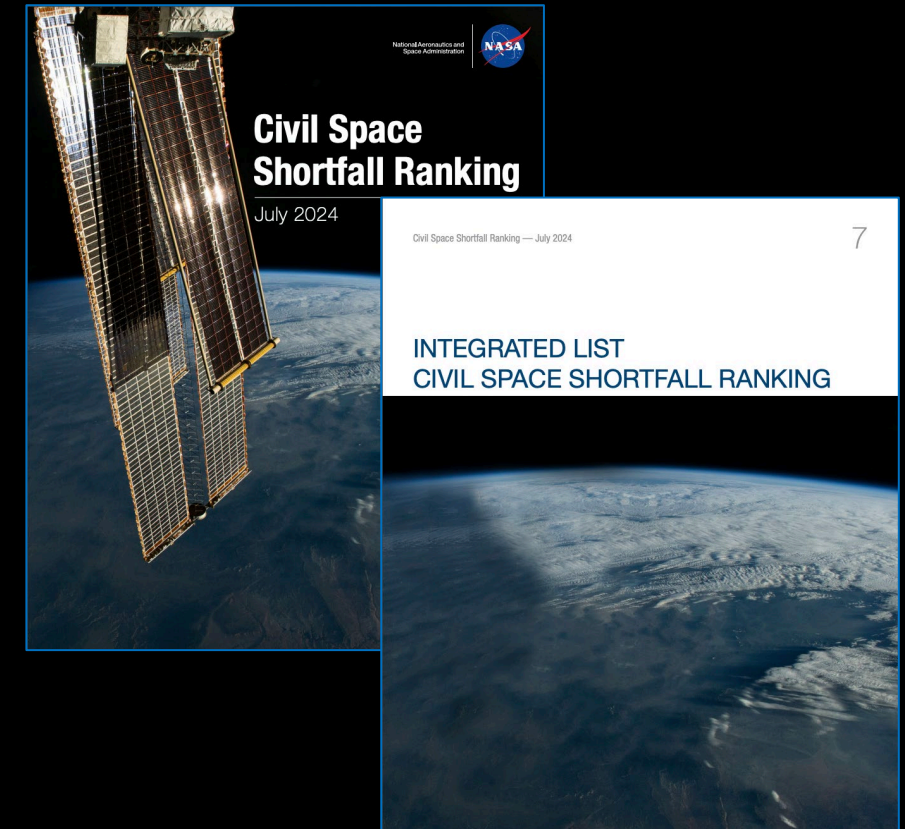 National Aeronautics and
Space Administration
NASA
Civil Space
Shortfall Ranking
July 2024
Civil Space Shortfall Ranking — July 2024
7
INTEGRATED LIST
CIVIL SPACE SHORTFALL RANKING